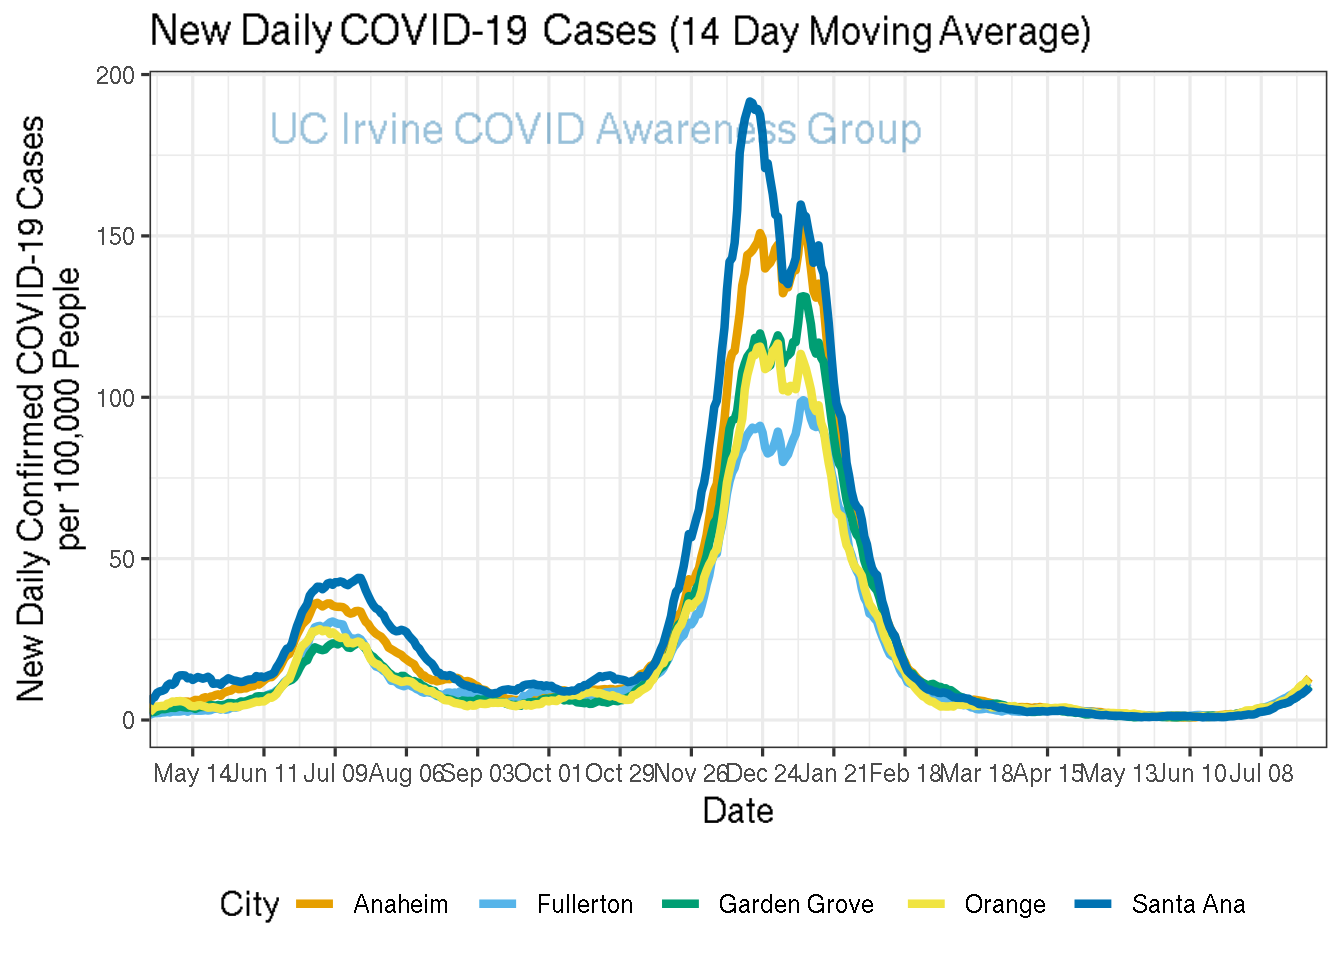 New Daily COVID-19 Cases (14 Day Moving Average)
UC Irvine COVID Awareness Group
New Daily Confirmed COVID-19 Cases
per 100,000 People
200
150
100
50
0
May 14 Jun 11 Jul 09 Aug 06 Sep 03 Oct 01 Oct 29 Nov 26 Dec 24 Jan 21 Feb 18 Mar 18 Apr 15 May 13 Jun 10 Jul 08
Date
City Anaheim Fullerton Garden Grove Orange Santa Ana